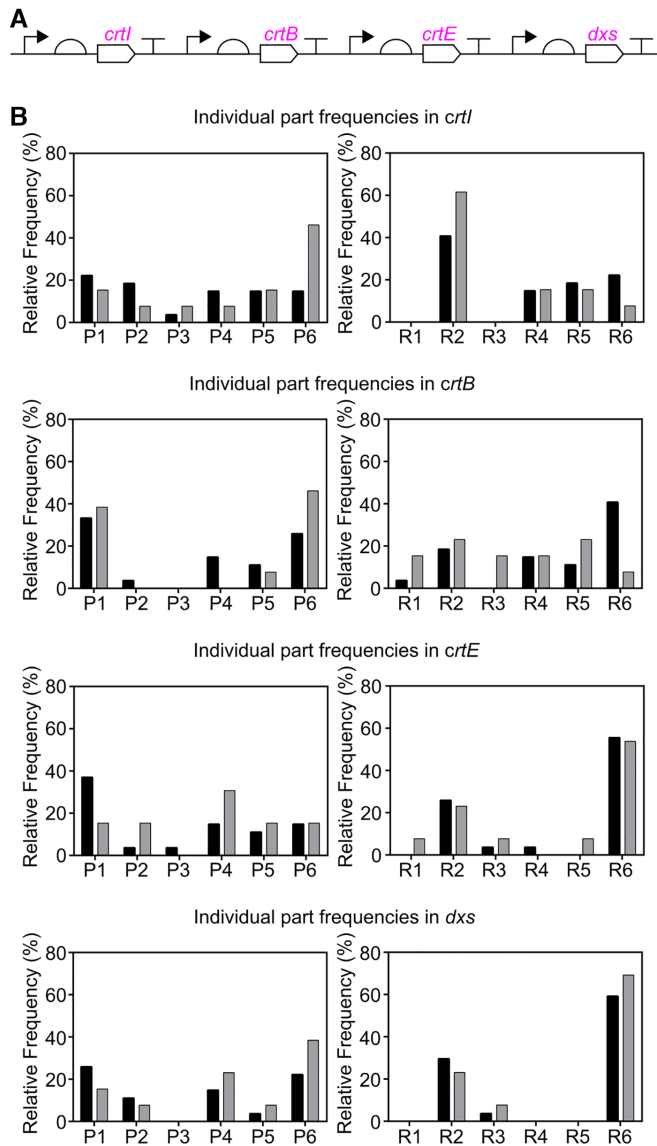 A
crtI crtB crtE dxs
B
Individual part frequencies in crtI
Relative Frequency (%)
80
60
40
20
0
P1 P2 P3 P4 P5 P6
Relative Frequency (%)
80
60
40
20
0
R1 R2 R3 R4 R5 R6
Individual part frequencies in crtB
Relative Frequency (%)
80
60
40
20
0
P1 P2 P3 P4 P5 P6
Relative Frequency (%)
80
60
40
20
0
R1 R2 R3 R4 R5 R6
Individual part frequencies in crtE
Relative Frequency (%)
80
60
40
20
0
P1 P2 P3 P4 P5 P6
Relative Frequency (%)
80
60
40
20
0
R1 R2 R3 R4 R5 R6
Individual part frequencies in dxs
Relative Frequency (%)
80
60
40
20
0
P1 P2 P3 P4 P5 P6
Relative Frequency (%)
80
60
40
20
0
R1 R2 R3 R4 R5 R6